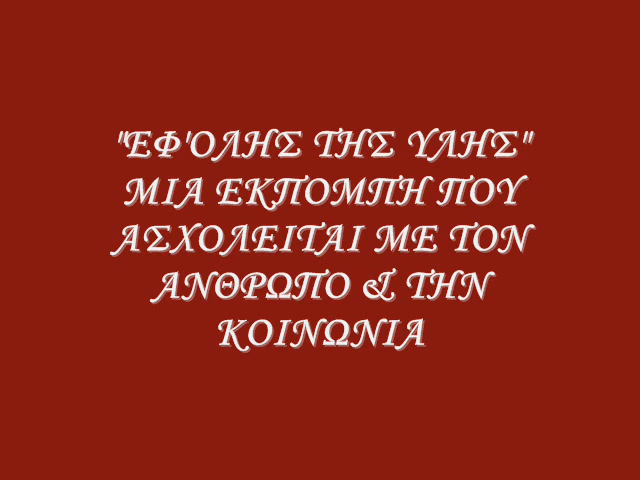 "ΕΦ'ΟΛΗΣ ΤΗΣ ΥΛΗΣ"
ΜΙΑ ΕΚΠΟΜΠΗ ΠΟΥ
ΑΣΧΟΛΕΙΤΑΙ ΜΕ ΤΟΝ
ΑΝΘΡΩΠΟ & ΤΗΝ
ΚΟΙΝΩΝΙΑ